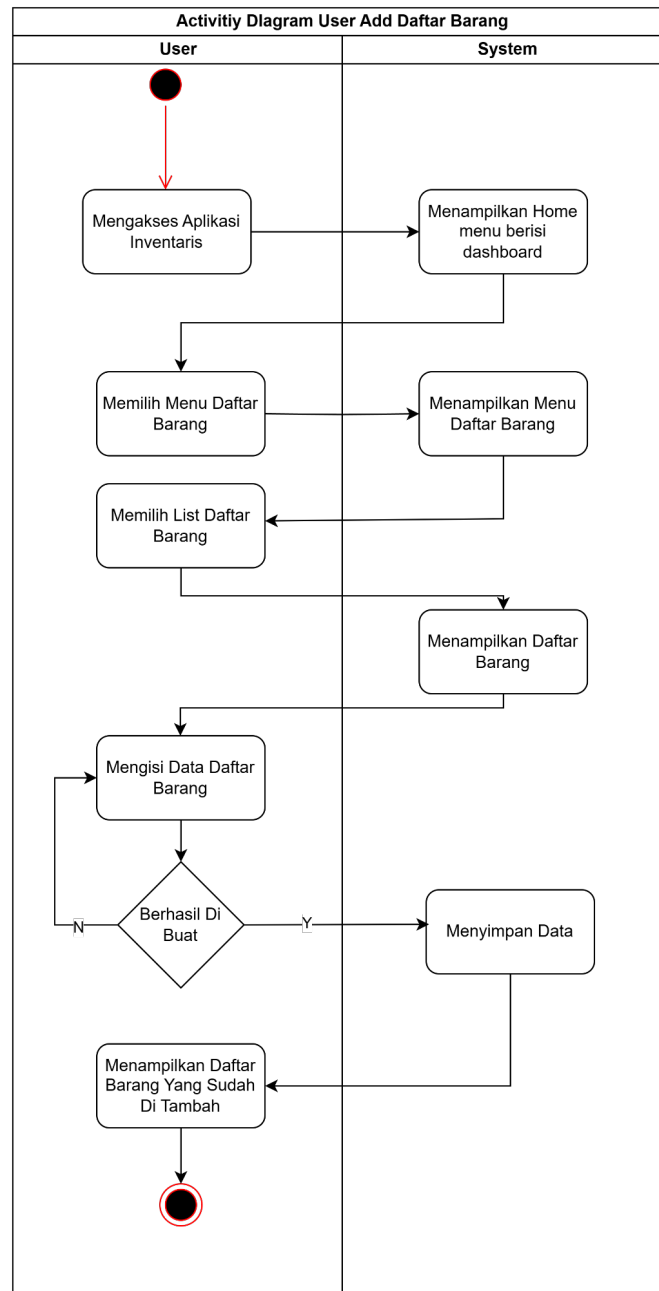 Activitiy DIagram User Add Daftar Barang
User
System
Mengakses Aplikasi
Inventaris
Menampilkan Home
menu berisi
dashboard
Memilih Menu Daftar
Barang
Menampilkan Menu
Daftar Barang
Memilih List Daftar
Barang
Menampilkan Daftar
Barang
Mengisi Data Daftar
Barang
Berhasil Di
Buat
N
Y
Menyimpan Data
Menampilkan Daftar
Barang Yang Sudah
Di Tambah